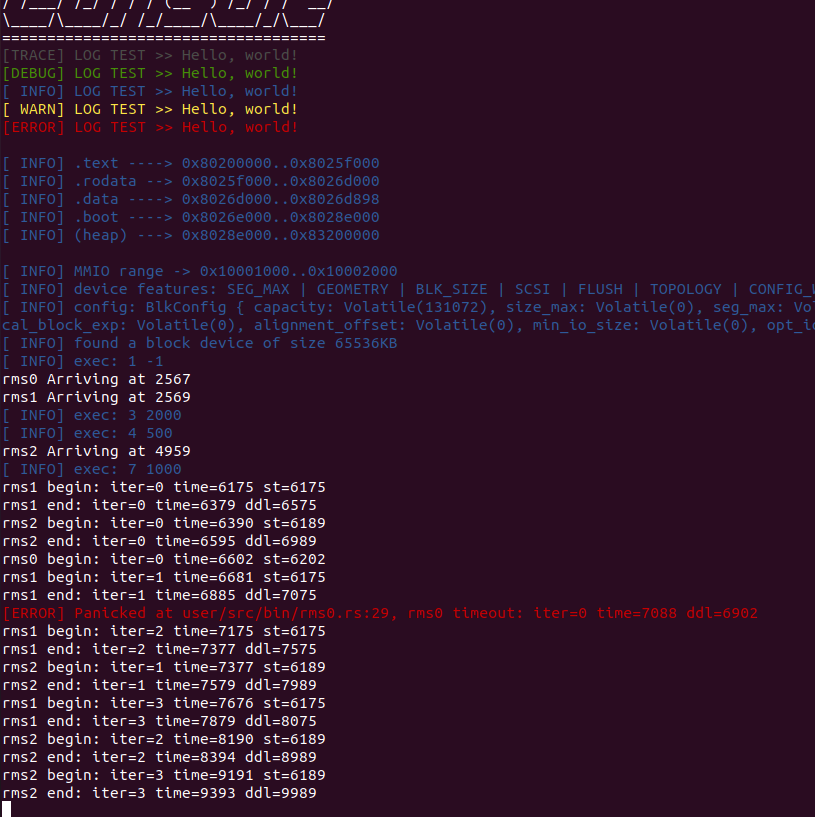 =====================================
[TRACE] LOG TEST >> Hello, world!
[DEBUG] LOG TEST >> Hello, world!
[ INFO] LOG TEST >> Hello, world!
[ WARN] LOG TEST >> Hello, world!
[ERROR] LOG TEST >> Hello, world!
[ INFO] .text ----> 0x80200000..0x8025f000
[ INFO] .rodata --> 0x8025f000..0x8026d000
[ INFO] .data ----> 0x8026d000..0x8026d898
[ INFO] .boot ----> 0x8026e000..0x8028e000
[ INFO] (heap) ---> 0x8028e000..0x83200000
[ INFO] MMIO range -> 0x10001000..0x10002000
[ INFO] device features: SEG_MAX | GEOMETRY | BLK_SIZE | SCSI | FLUSH | TOPOLOGY | CONFIG_W
[ INFO] config: BlkConfig { capacity: Volatile(131072), size_max: Volatile(0), seg_max: Vo
cal_block_exp: Volatile(0), alignment_offset: Volatile(0), min_io_size: Volatile(0), opt_i
[ INFO] found a block device of size 65536KB
[ INFO] exec: 1 -1
rms0 Arriving at 2567
rms1 Arriving at 2569
[ INFO] exec: 3 2000
[ INFO] exec: 4 500
rms2 Arriving at 4959
[ INFO] exec: 7 1000
rms1 begin: iter=0 time=6175 st=6175
rms1 end: iter=0 time=6379 ddl=6575
rms2 begin: iter=0 time=6390 st=6189
rms2 end: iter=0 time=6595 ddl=6989
rms0 begin: iter=0 time=6602 st=6202
rms1 begin: iter=1 time=6681 st=6175
rms1 end: iter=1 time=6885 ddl=7075
[ERROR] Panicked at user/src/bin/rms0.rs:29, rms0 timeout: iter=0 time=7088 ddl=6902
rms1 begin: iter=2 time=7175 st=6175
rms1 end: iter=2 time=7377 ddl=7575
rms2 begin: iter=1 time=7377 st=6189
rms2 end: iter=1 time=7579 ddl=7989
rms1 begin: iter=3 time=7676 st=6175
rms1 end: iter=3 time=7879 ddl=8075
rms2 begin: iter=2 time=8190 st=6189
rms2 end: iter=2 time=8394 ddl=8989
rms2 begin: iter=3 time=9191 st=6189
rms2 end: iter=3 time=9393 ddl=9989